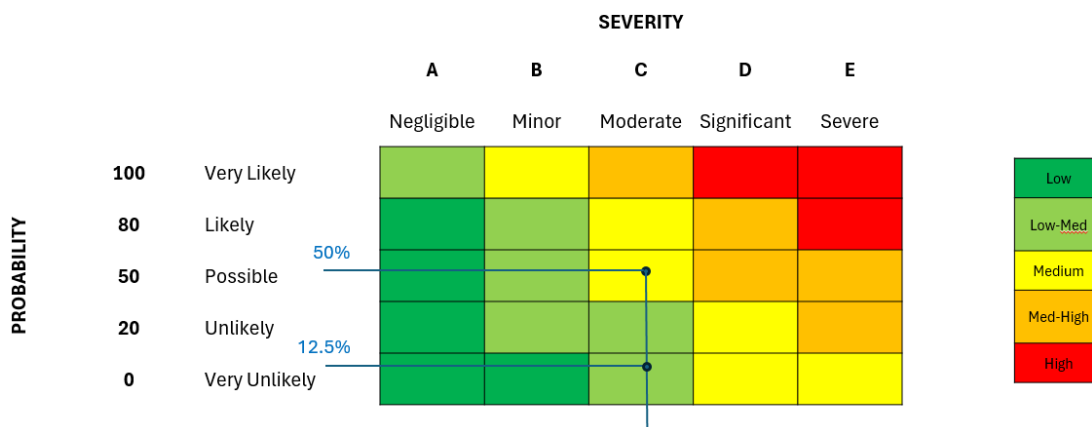 SEVERITY
A B C D E
Negligible Minor Moderate Significant Severe
PROBABILITY
100 Very Likely
80 Likely
50%
50 Possible
20 Unlikely
12.5%
0 Very Unlikely
Low
Low-Med
Medium
Med-High
High